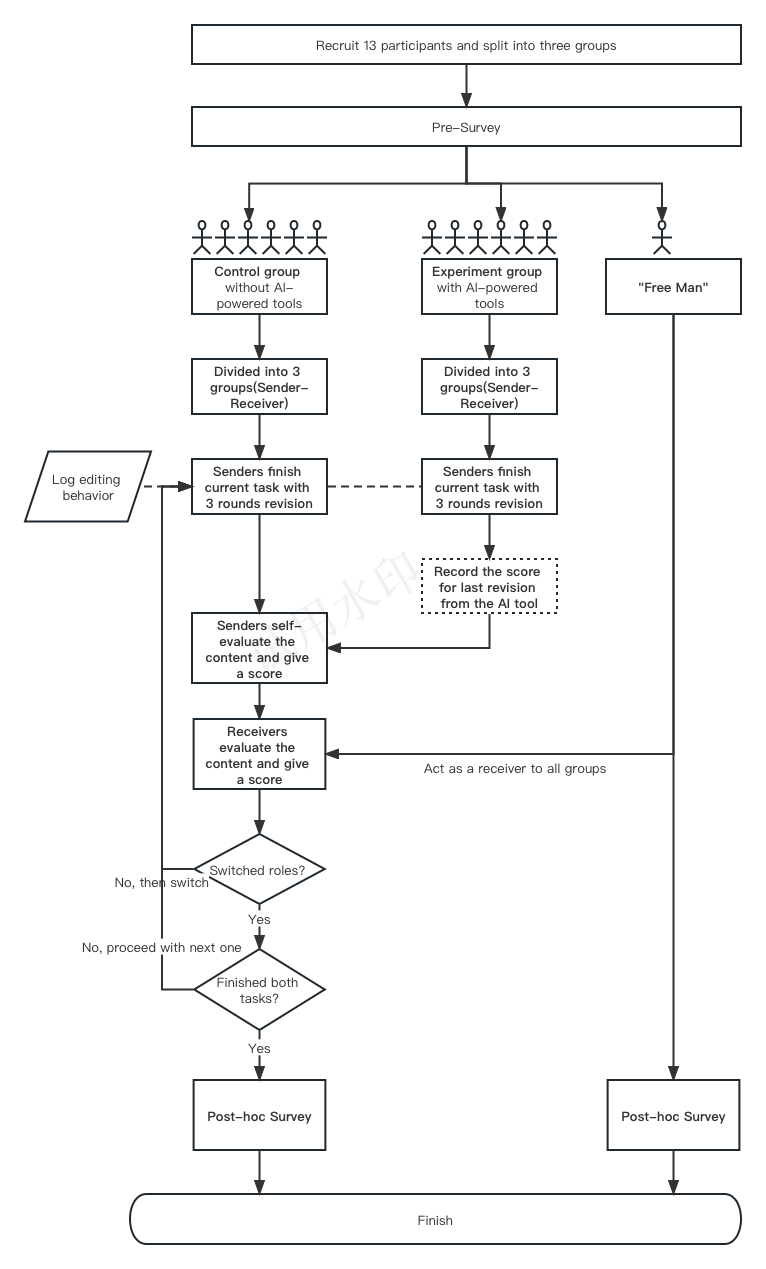 Recruit 13 participants and split into three groups
Pre-Survey
Control group
without AI-
powered tools
Experiment group
with AI-powered
tools
"Free Man"
Divided into 3
groups(Sender-
Receiver)
Divided into 3
groups(Sender-
Receiver)
Log editing
behavior
Senders finish
current task with
3 rounds revision
Senders finish
current task with
3 rounds revision
Record the score
for last revision
from the AI tool
用水印
Senders self-
evaluate the
content and give
a score
Receivers
evaluate the
content and give
a score
Act as a receiver to all groups
Switched roles?
No, then switch
Yes
No, proceed with next one
Finished both
tasks?
Yes
Post-hoc Survey
Post-hoc Survey
Finish